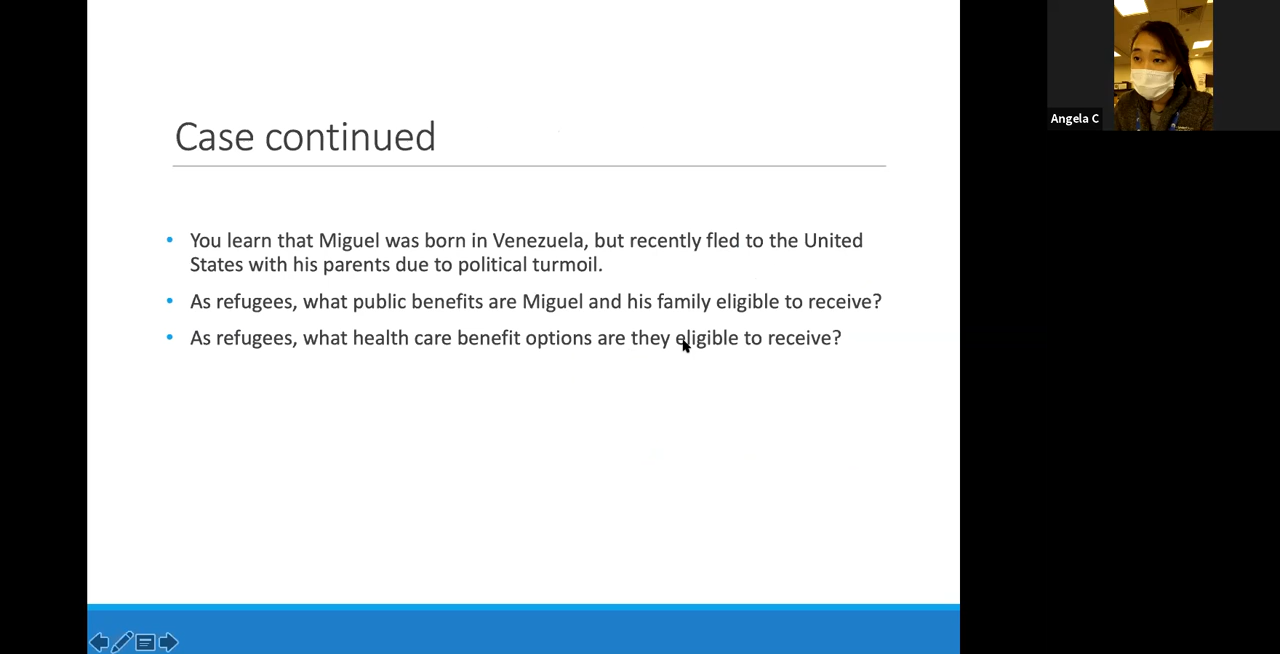 Case continued
• You learn that Miguel was born in Venezuela, but recently fled to the United
States with his parents due to political turmoil.
• As refugees, what public benefits are Miguel and his family eligible to receive?
• As refugees, what health care benefit options are they eligible to receive?
Angela C